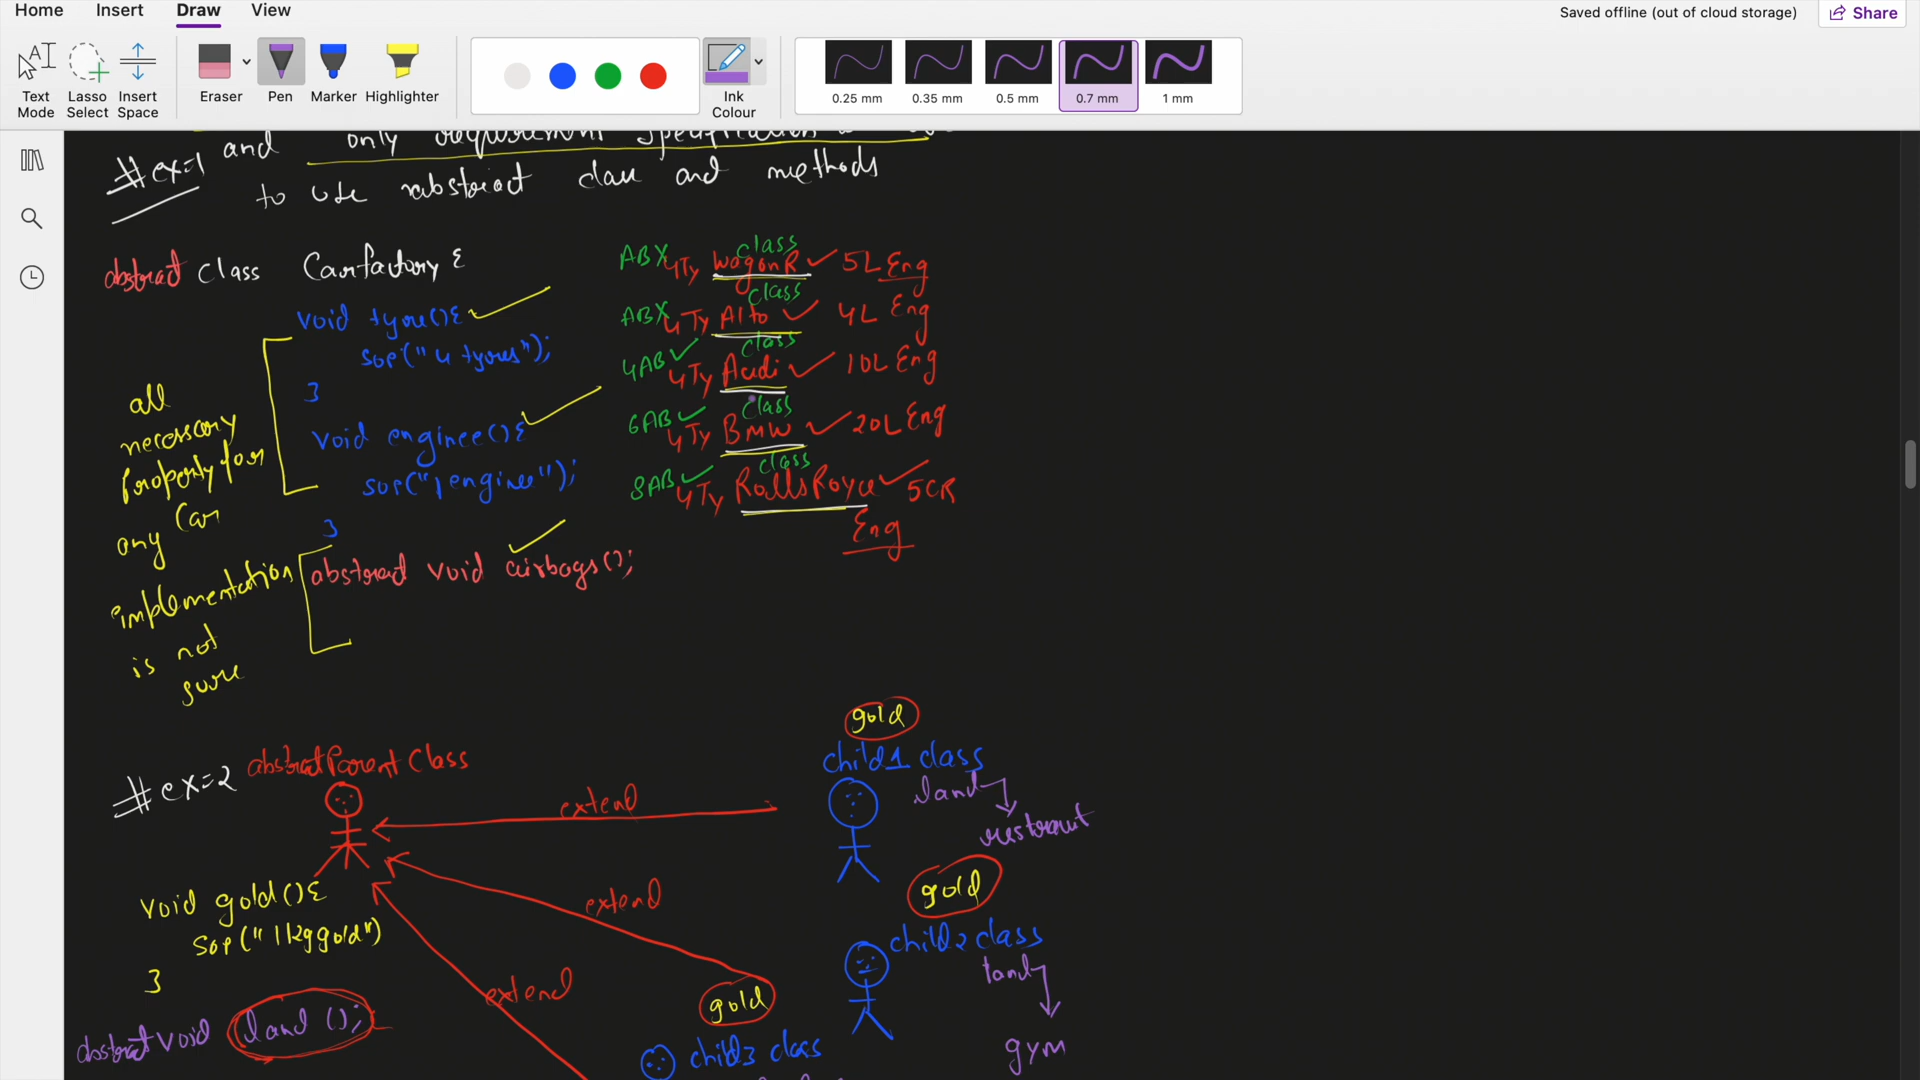 Home Insert Draw View
Saved offline (out of cloud storage) Share
Text Mode
Lasso Select
Insert Space
Eraser
Pen
Marker
Highlighter
Ink Colour
0.25 mm
0.35 mm
0.5 mm
0.7 mm
1 mm
#ex=1 and only requirement specification
to use abstract class and methods
abstract class Carfactory {
void tyre(){
sop("4 tyres");
}
void enginee(){
sop("1 enginee");
}
abstract void airbags();
all
necessary
property for
any Car
implementation
is not
sure
class
ABX 4Ty WagonR 5L Eng
class
ABX 4Ty Alto 4L Eng
class
4AB 4Ty Audi 10L Eng
class
6AB 4Ty BMW 20L Eng
class
8AB 4Ty RollsRoyce 5CR
Eng
#ex=2 abstractParent Class
void gold(){
sop("1kg gold")
}
abstract void land ();
extend
extend
extend
gold
child1 class
land
restraut
gold
child2 class
land
gym
gold
child3 class